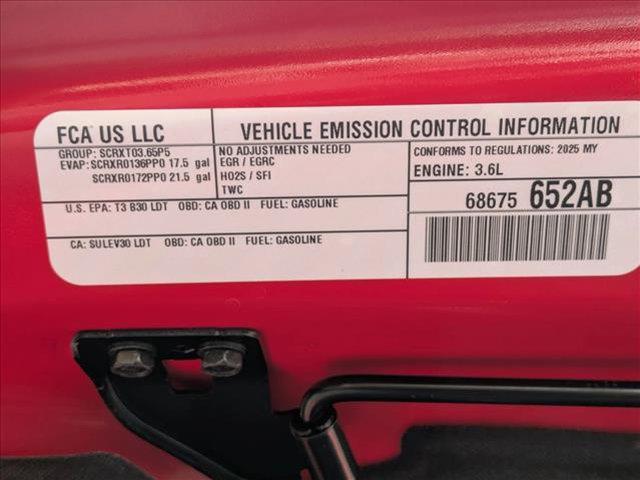 FCA US LLC
VEHICLE EMISSION CONTROL INFORMATION
GROUP: SCRXT03.65P5
EVAP: SCRXR0136PP0 17.5 gal
SCRXR0172PP0 21.5 gal
NO ADJUSTMENTS NEEDED
EGR / EGRC
HO2S / SFI
TWC
CONFORMS TO REGULATIONS: 2025 MY
ENGINE: 3.6L
68675 652AB
U.S. EPA: T3 B30 LDT OBD: CA OBD II FUEL: GASOLINE
CA: SULEV30 LDT OBD: CA OBD II FUEL: GASOLINE